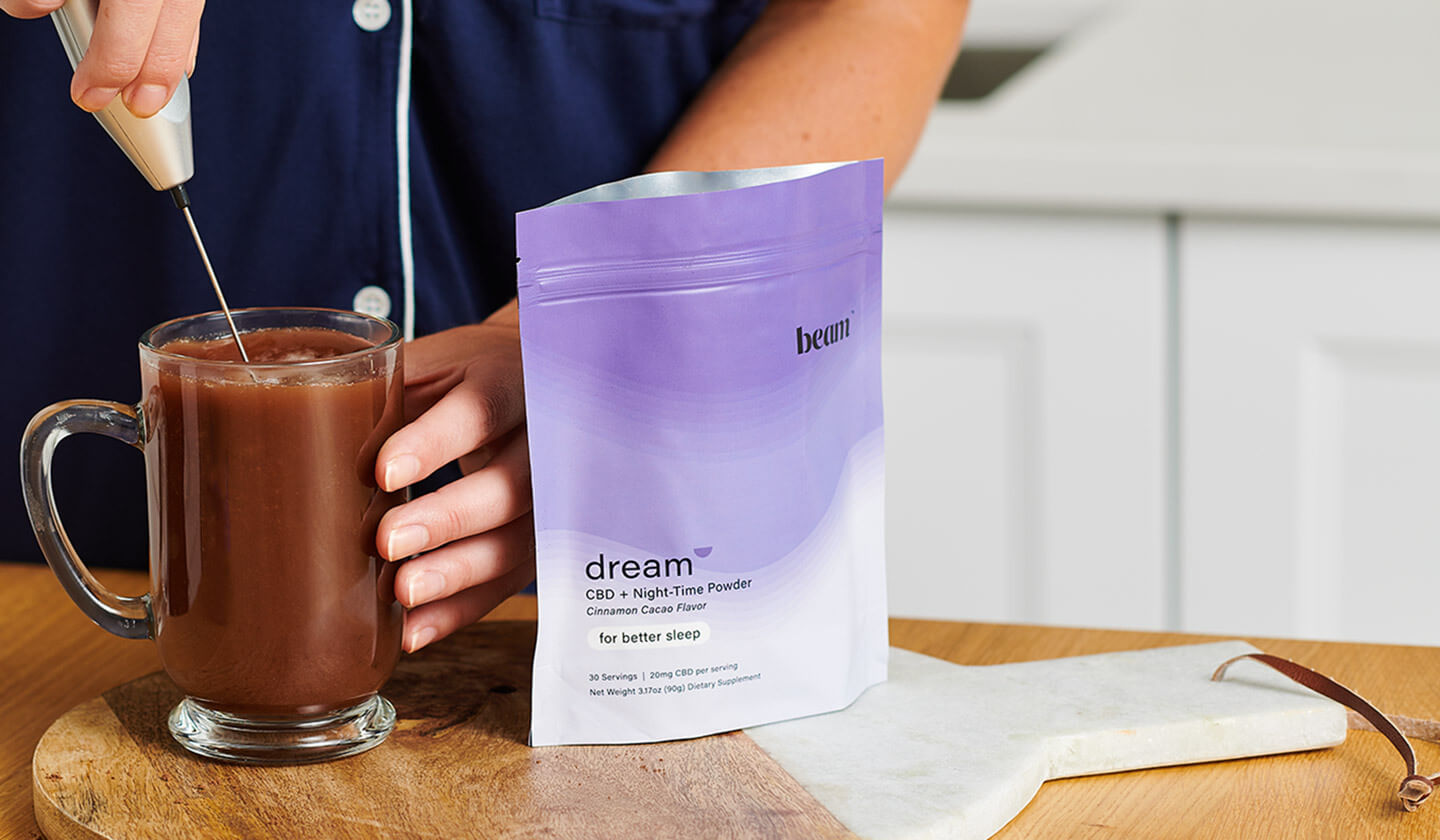 beam™
dream
CBD + Night-Time Powder
Cinnamon Cacao Flavor
for better sleep
30 Servings | 20mg CBD per serving
Net Weight 3.17oz (90g) Dietary Supplement